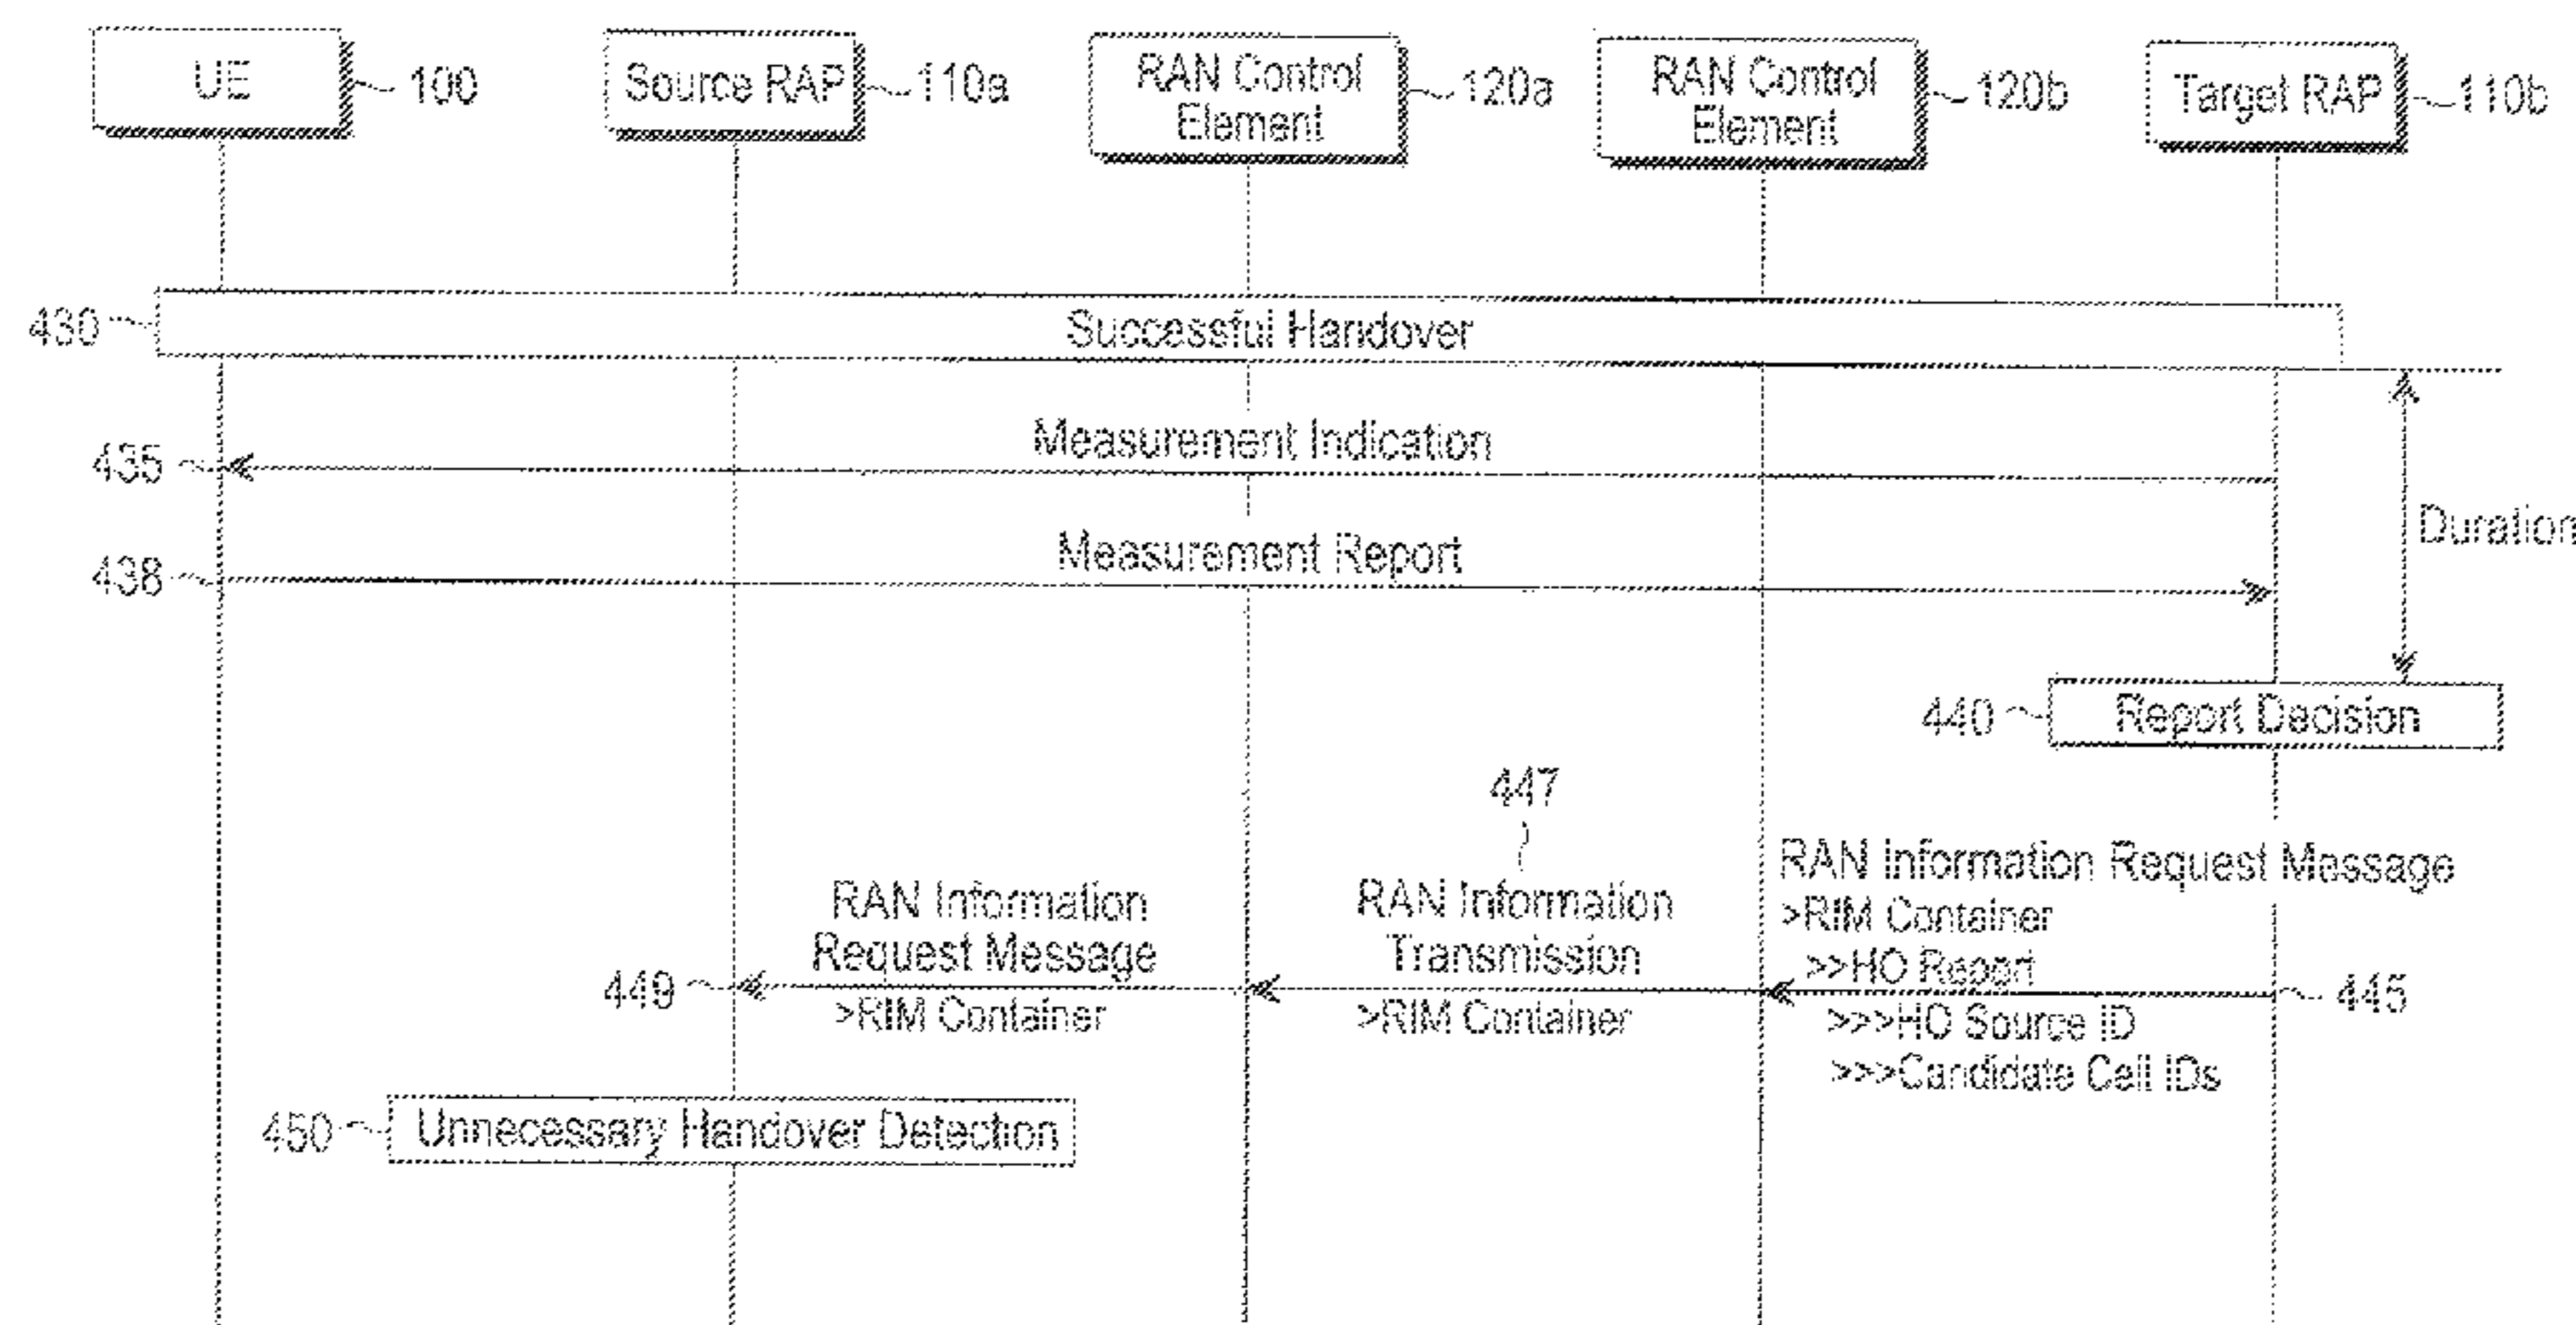 UE
100
Source RAP
110a
RAN Control
Element
120a
RAN Control
Element
120b
Target RAP
110b
430
Successful Handover
Measurement Indication
435
Duration
Measurement Report
438
440
Report Decision
447
RAN Information Request Message
>RIM Container
>>HO Report
>>>HO Source ID
>>>Candidate Cell IDs
445
RAN Information
Transmission
>RIM Container
RAN Information
Request Message
>RIM Container
449
450
Unnecessary Handover Detection